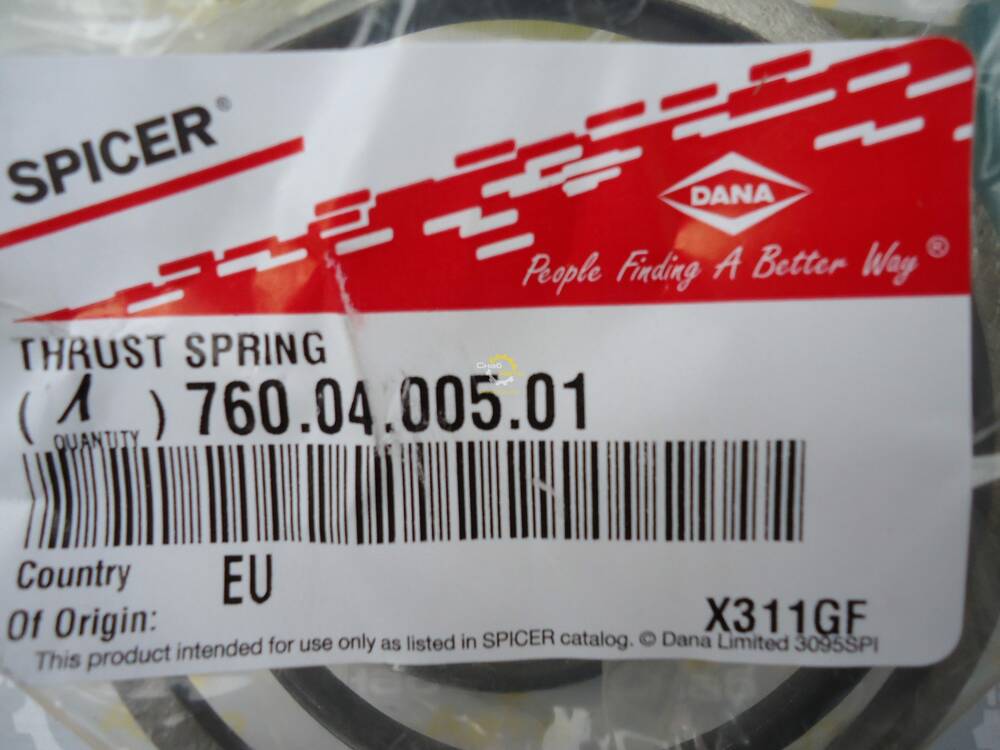 SPICER®
DANA
People Finding A Better Way®
THRUST SPRING
( 1 ) 760.04.005.01
QUANTITY
Country
Of Origin:
EU
X311GF
This product intended for use only as listed in SPICER catalog. © Dana Limited 3095SPI